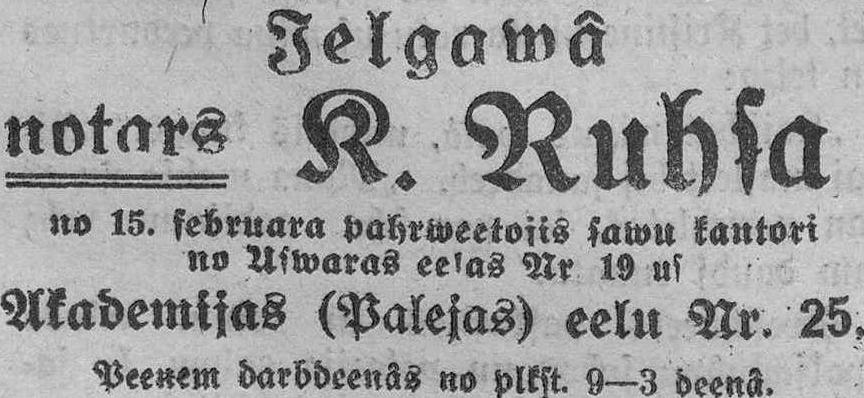 Jelgawâ
notars K. Ruhſa
no 15. februara pahrweetojis ſawu kantori
no Uſwaras eelas Nr 19 uſ
Akademijas (Palejas) eelu Nr. 25.
Peenem darbdeenâs no plkſt. 9—3 deenâ.